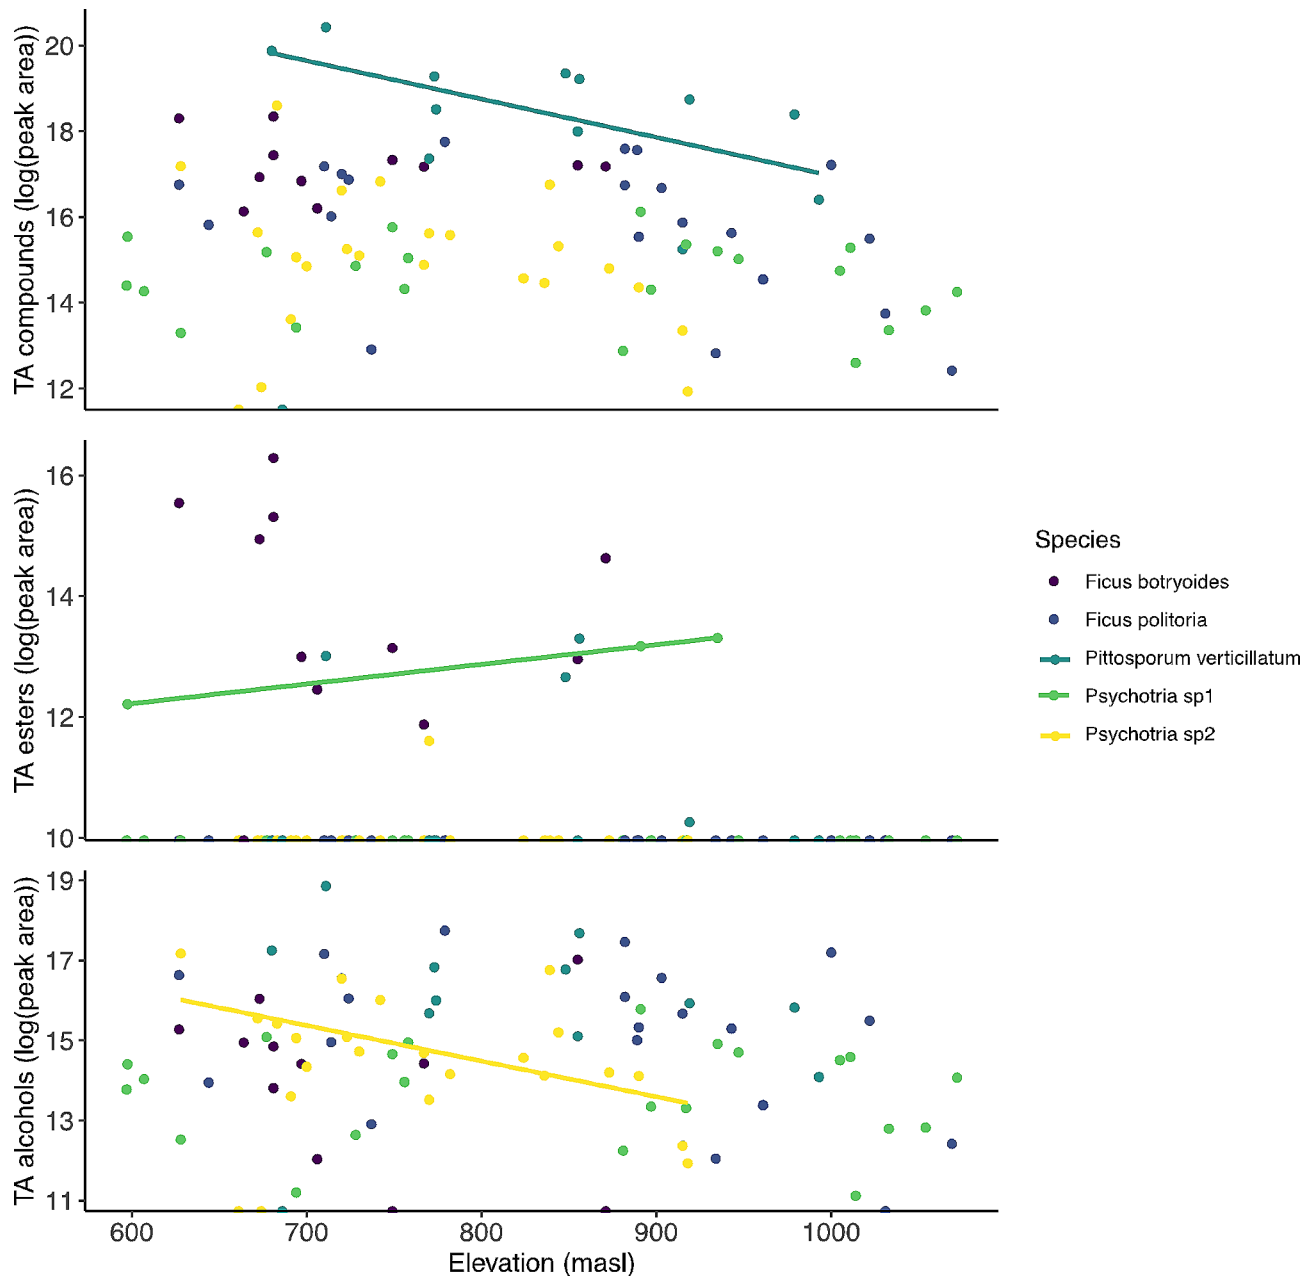 TA compounds (log(peak area))
20
18
16
14
12
TA esters (log(peak area))
16
14
12
10
TA alcohols (log(peak area))
19
17
15
13
11
600 700 800 900 1000
Elevation (masl)
Species
Ficus botryoides
Ficus politoria
Pittosporum verticillatum
Psychotria sp1
Psychotria sp2